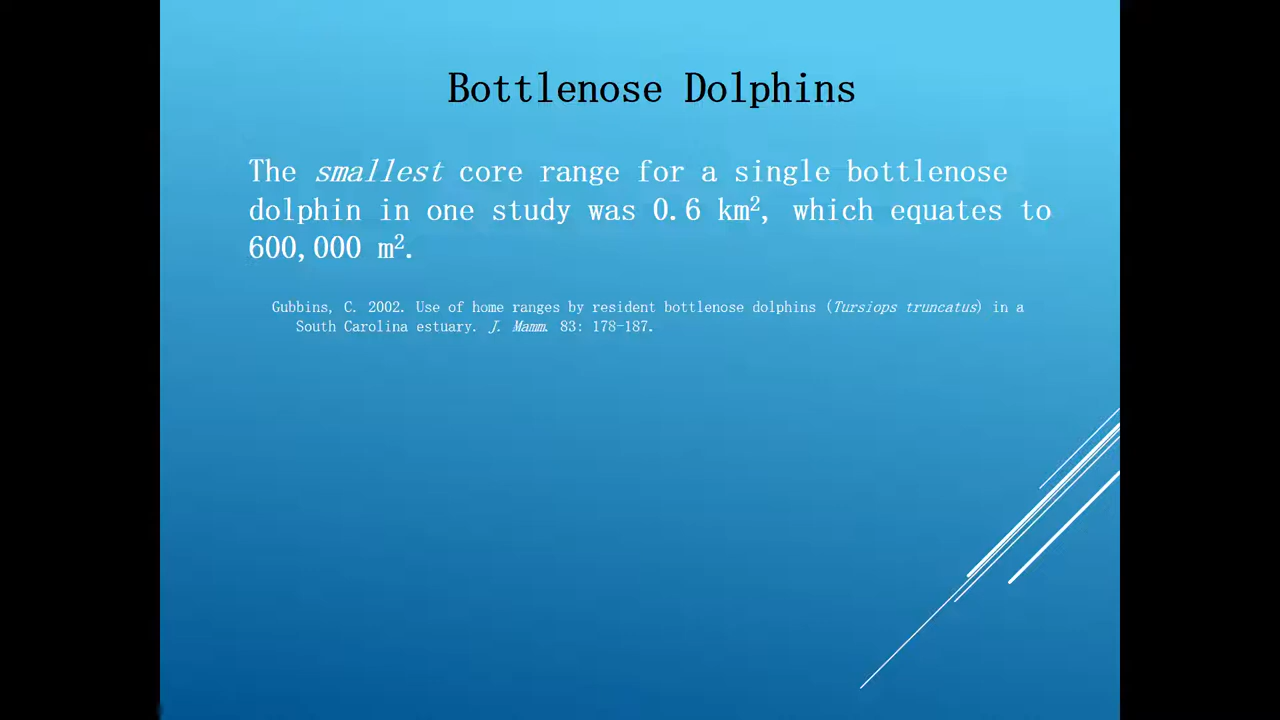 Bottlenose Dolphins
The smallest core range for a single bottlenose
dolphin in one study was 0.6 km², which equates to
600,000 m².
Gubbins, C. 2002. Use of home ranges by resident bottlenose dolphins (Tursiops truncatus) in a
South Carolina estuary. J. Mamm. 83: 178-187.